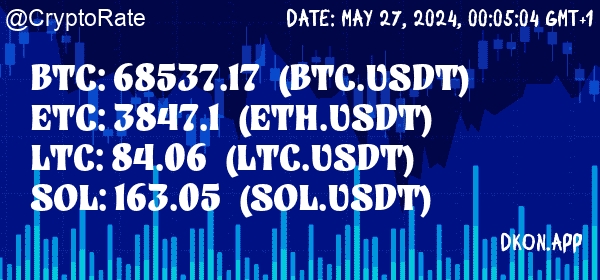 @CryptoRate
DATE: MAY 27, 2024, 00:05:04 GMT+1
BTC: 68537.17 (BTC.USDT)
ETC: 3847.1 (ETH.USDT)
LTC: 84.06 (LTC.USDT)
SOL: 163.05 (SOL.USDT)
DKON.APP